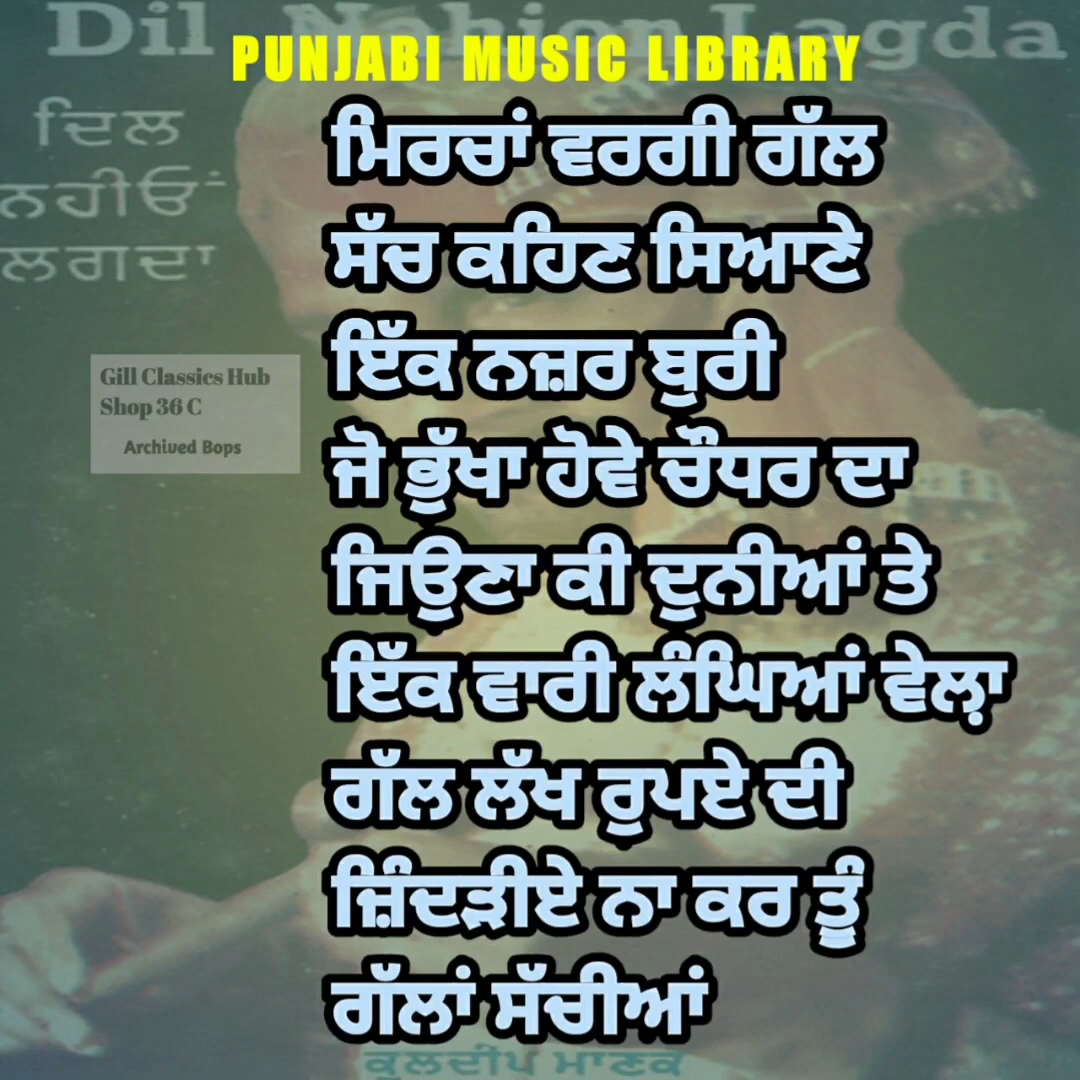 Dil Nahion Lagda
PUNJABI MUSIC LIBRARY
ਦਿਲ
ਨਹੀਓਂ
ਲਗਦਾ
Gill Classics Hub
Shop 36 C
Archived Bops
ਮਿਰਚਾਂ ਵਰਗੀ ਗੱਲ
ਸੱਚ ਕਹਿਣ ਸਿਆਣੇ
ਇੱਕ ਨਜ਼ਰ ਬੁਰੀ
ਜੋ ਭੁੱਖਾ ਹੋਵੇ ਚੌਧਰ ਦਾ
ਜਿਉਣਾ ਕੀ ਦੁਨੀਆਂ ਤੇ
ਇੱਕ ਵਾਰੀ ਲੰਘਿਆਂ ਵੇਲਾ਼
ਗੱਲ ਲੱਖ ਰੁਪਏ ਦੀ
ਜ਼ਿੰਦੜੀਏ ਨਾ ਕਰ ਤੂੰ
ਗੱਲਾਂ ਸੱਚੀਆਂ
ਕੁਲਦੀਪ ਮਾਣਕ